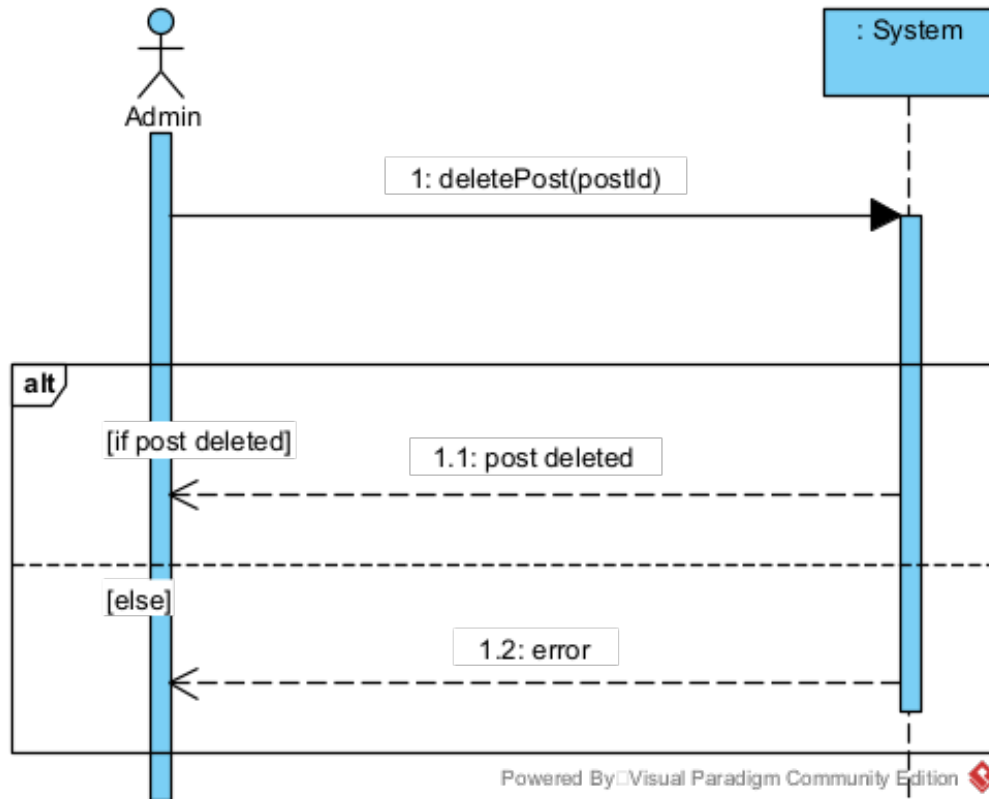 : System
Admin
1: deletePost(postId)
alt
[if post deleted]
1.1: post deleted
[else]
1.2: error
Powered By Visual Paradigm Community Edition